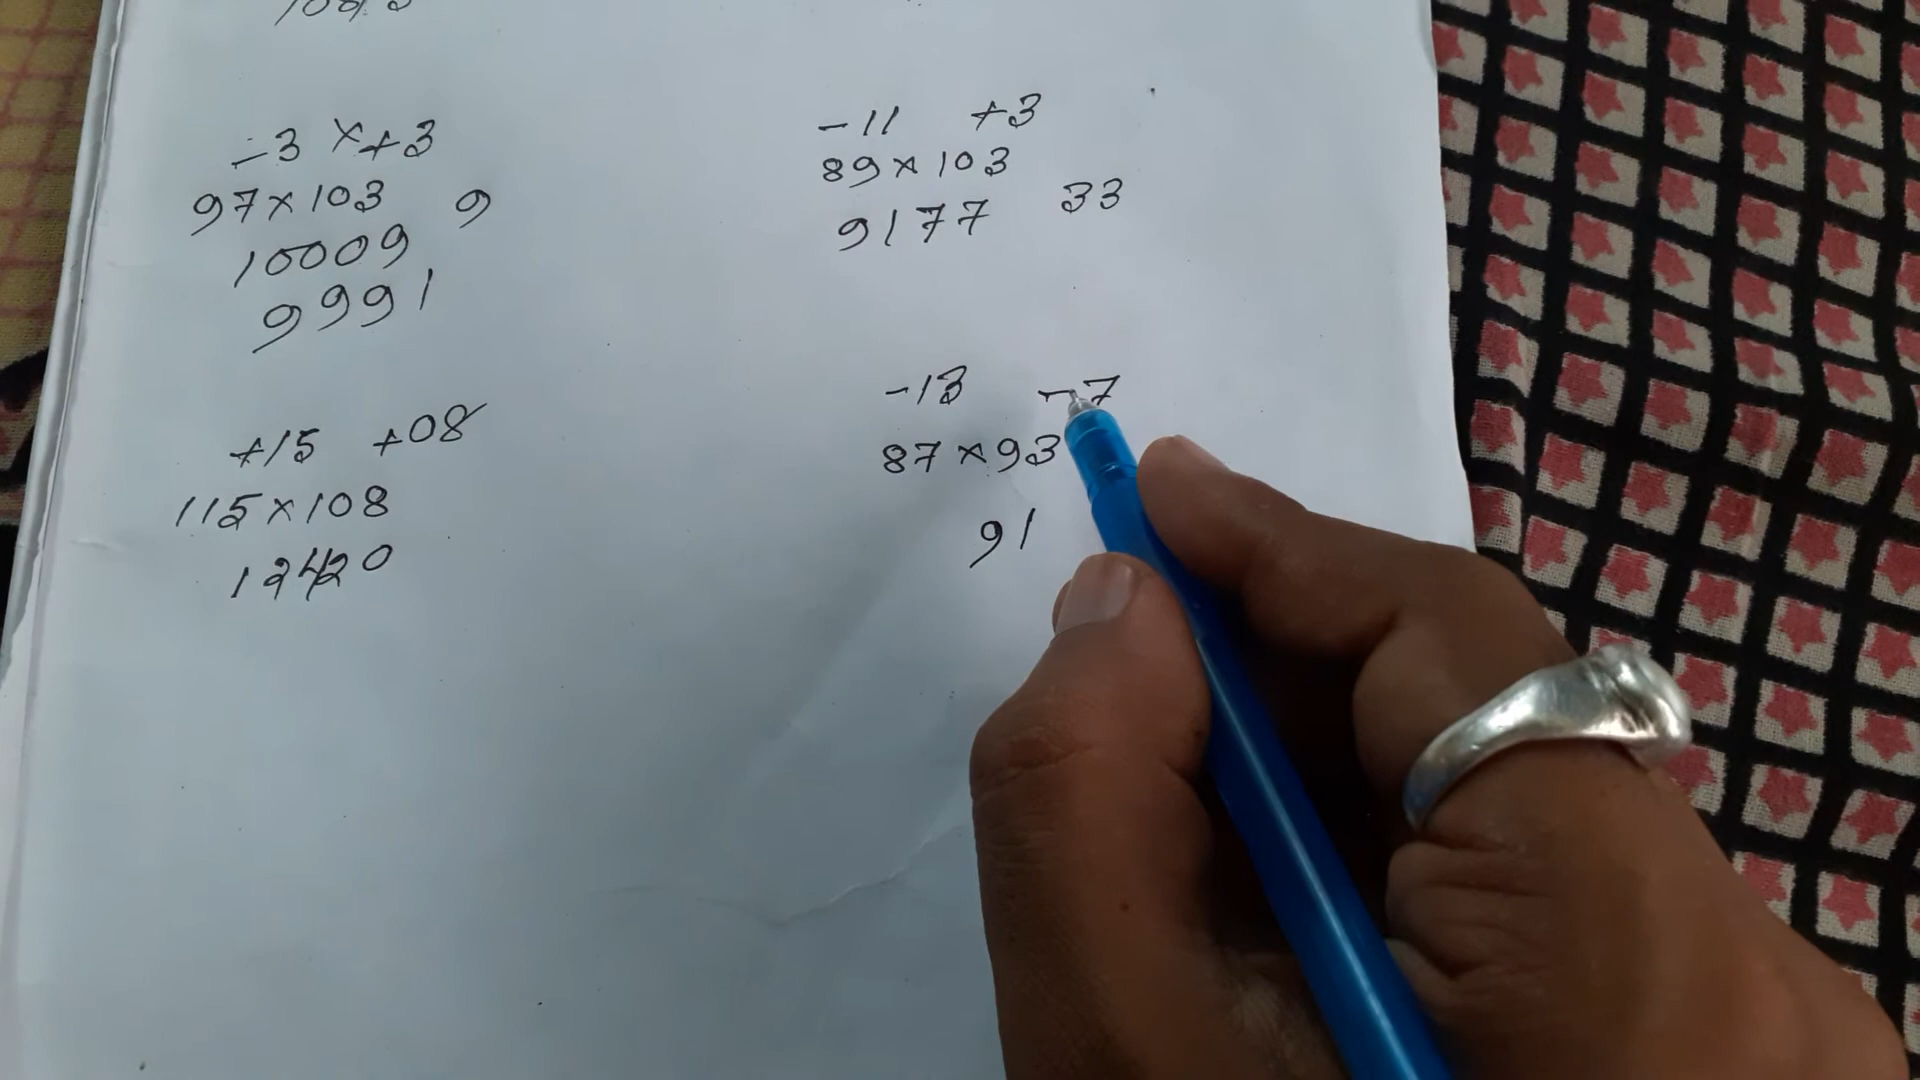 -3 × +3
97 × 103 9
10009
9991
-11 +3
89 × 103
9177 33
+15 +08
115 × 108
12420
-13 -7
87 × 93
91